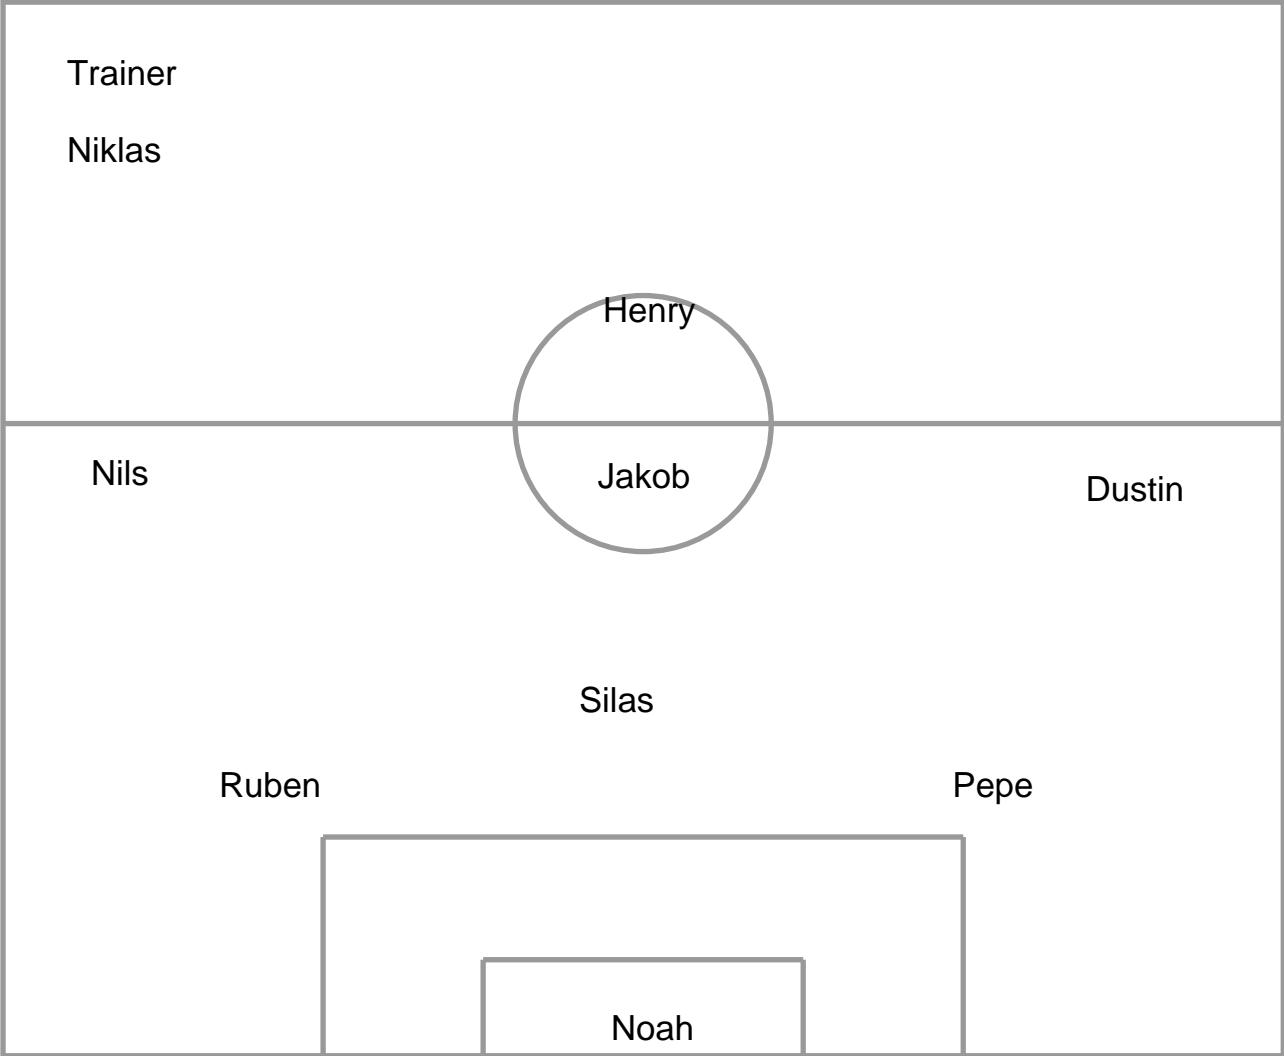 Trainer
Niklas
Henry
Nils
Jakob
Dustin
Silas
Ruben
Pepe
Noah